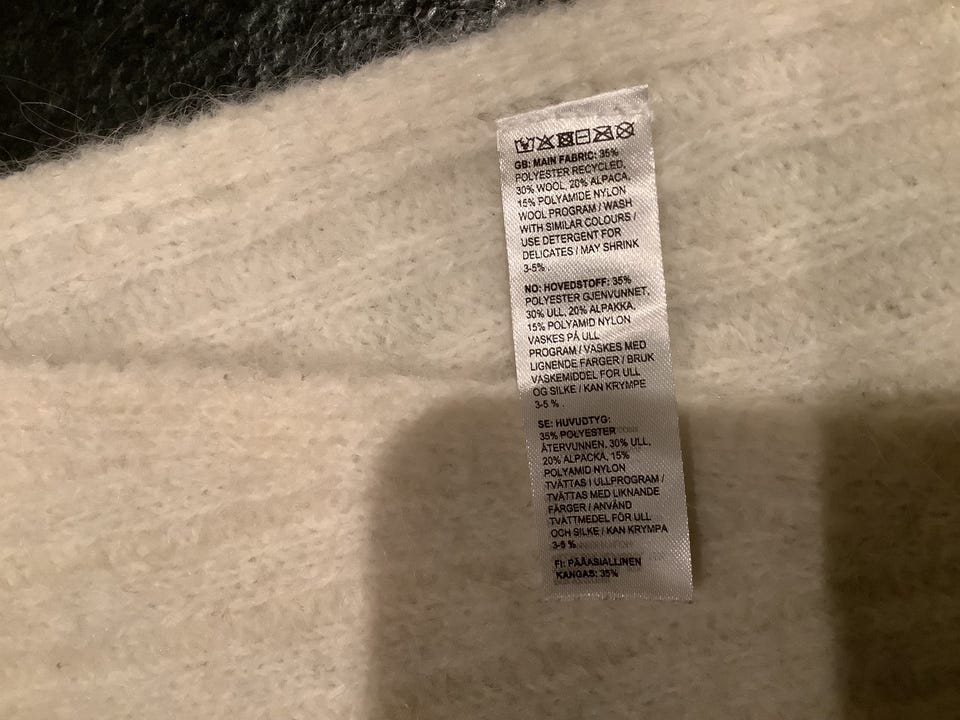 GB: MAIN FABRIC: 35%
POLYESTER RECYCLED,
30% WOOL, 20% ALPACA,
15% POLYAMIDE NYLON
WOOL PROGRAM / WASH
WITH SIMILAR COLOURS /
USE DETERGENT FOR
DELICATES / MAY SHRINK
3-5% .
NO: HOVEDSTOFF: 35%
POLYESTER GJENVUNNET,
30% ULL, 20% ALPAKKA,
15% POLYAMID NYLON
VASKES PÅ ULL
PROGRAM / VASKES MED
LIGNENDE FARGER / BRUK
VASKEMIDDEL FOR ULL
OG SILKE / KAN KRYMPE
3-5 % .
SE: HUVUDTYG:
35% POLYESTER
ÅTERVUNNEN, 30% ULL,
20% ALPACKA, 15%
POLYAMID NYLON
TVÄTTAS I ULLPROGRAM /
TVÄTTAS MED LIKNANDE
FÄRGER / ANVÄND
TVÄTTMEDEL FÖR ULL
OCH SILKE / KAN KRYMPA
3-5 %
FI: PÄÄASIALLINEN
KANGAS: 35%